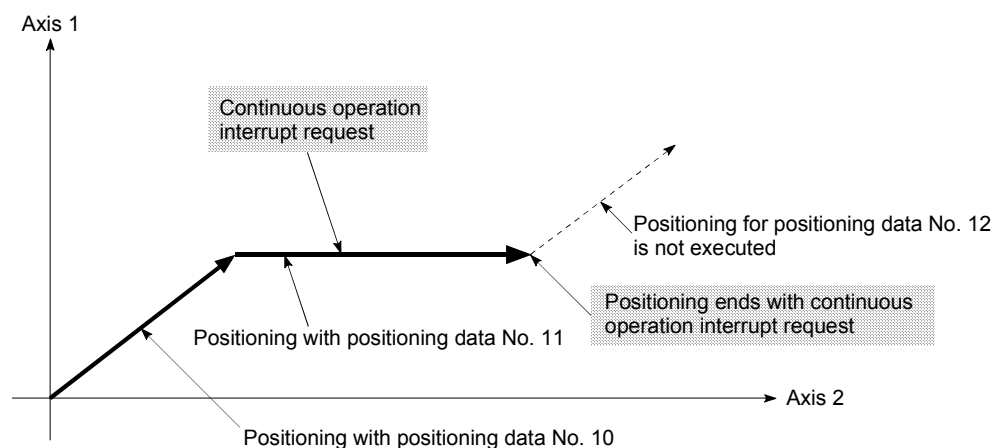 Axis 1
Continuous operation
interrupt request
Positioning for positioning data No. 12
is not executed
Positioning ends with continuous
operation interrupt request
Positioning with positioning data No. 11
Axis 2
Positioning with positioning data No. 10